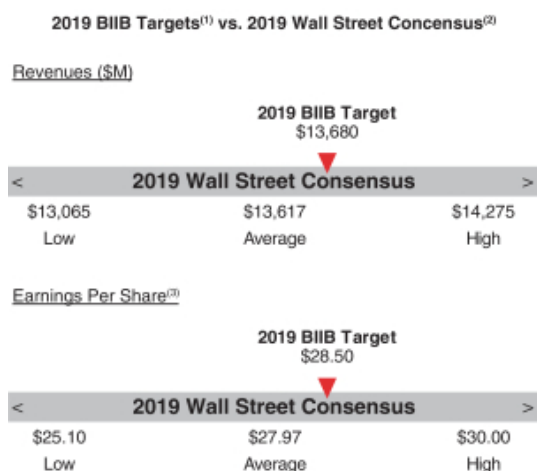 2019 BIIB Targets(1) vs. 2019 Wall Street Concensus(2)
Revenues ($M)
2019 BIIB Target
$13,680
< 2019 Wall Street Consensus >
$13,065 $13,617 $14,275
Low Average High
Earnings Per Share(3)
2019 BIIB Target
$28.50
< 2019 Wall Street Consensus >
$25.10 $27.97 $30.00
Low Average High